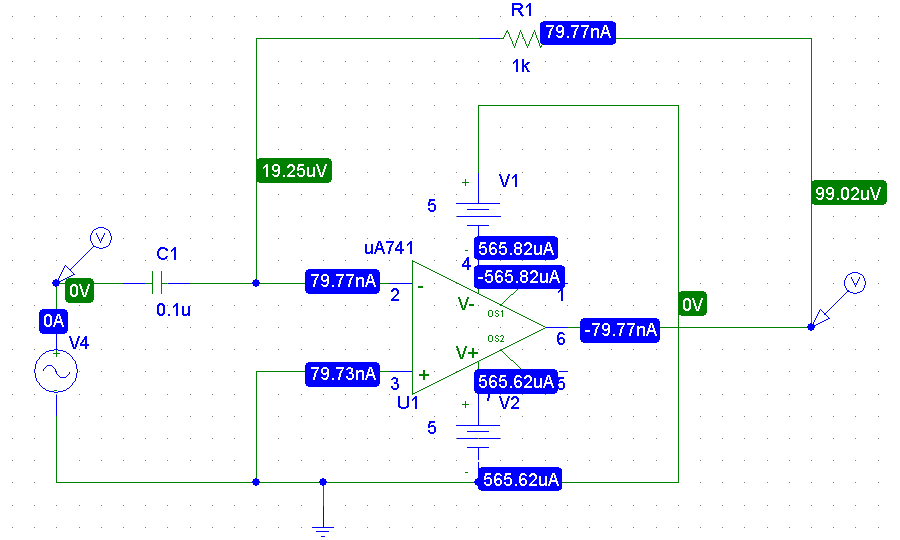 R1
79.77nA
1k
19.25uV
+
V1
5
99.02uV
V
C1
uA741
-
565.82uA
4
-565.82uA
V
0V
0.1u
79.77nA
2
-
V-
OS1
1
0V
0A
V4
+
-
OS2
6
-79.77nA
V+
79.73nA
3
+
565.62uA
5
U1
7
V2
+
5
-
565.62uA